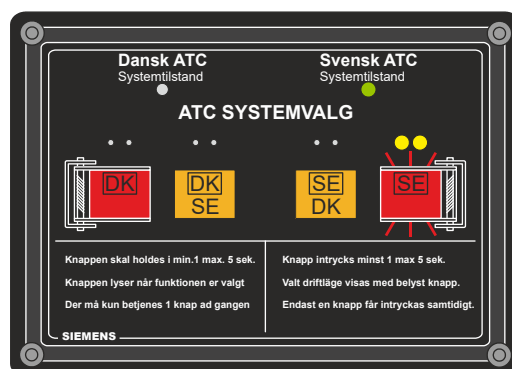 Dansk ATC
Systemtilstand
Svensk ATC
Systemtilstand
ATC SYSTEMVALG
DK
DK
SE
SE
DK
SE
Knappen skal holdes i min.1 max. 5 sek.
Knappen lyser når funktionen er valgt
Der må kun betjenes 1 knap ad gangen
Knapp intrycks minst 1 max 5 sek.
Valt driftläge visas med belyst knapp.
Endast en knapp får intryckas samtidigt.
SIEMENS